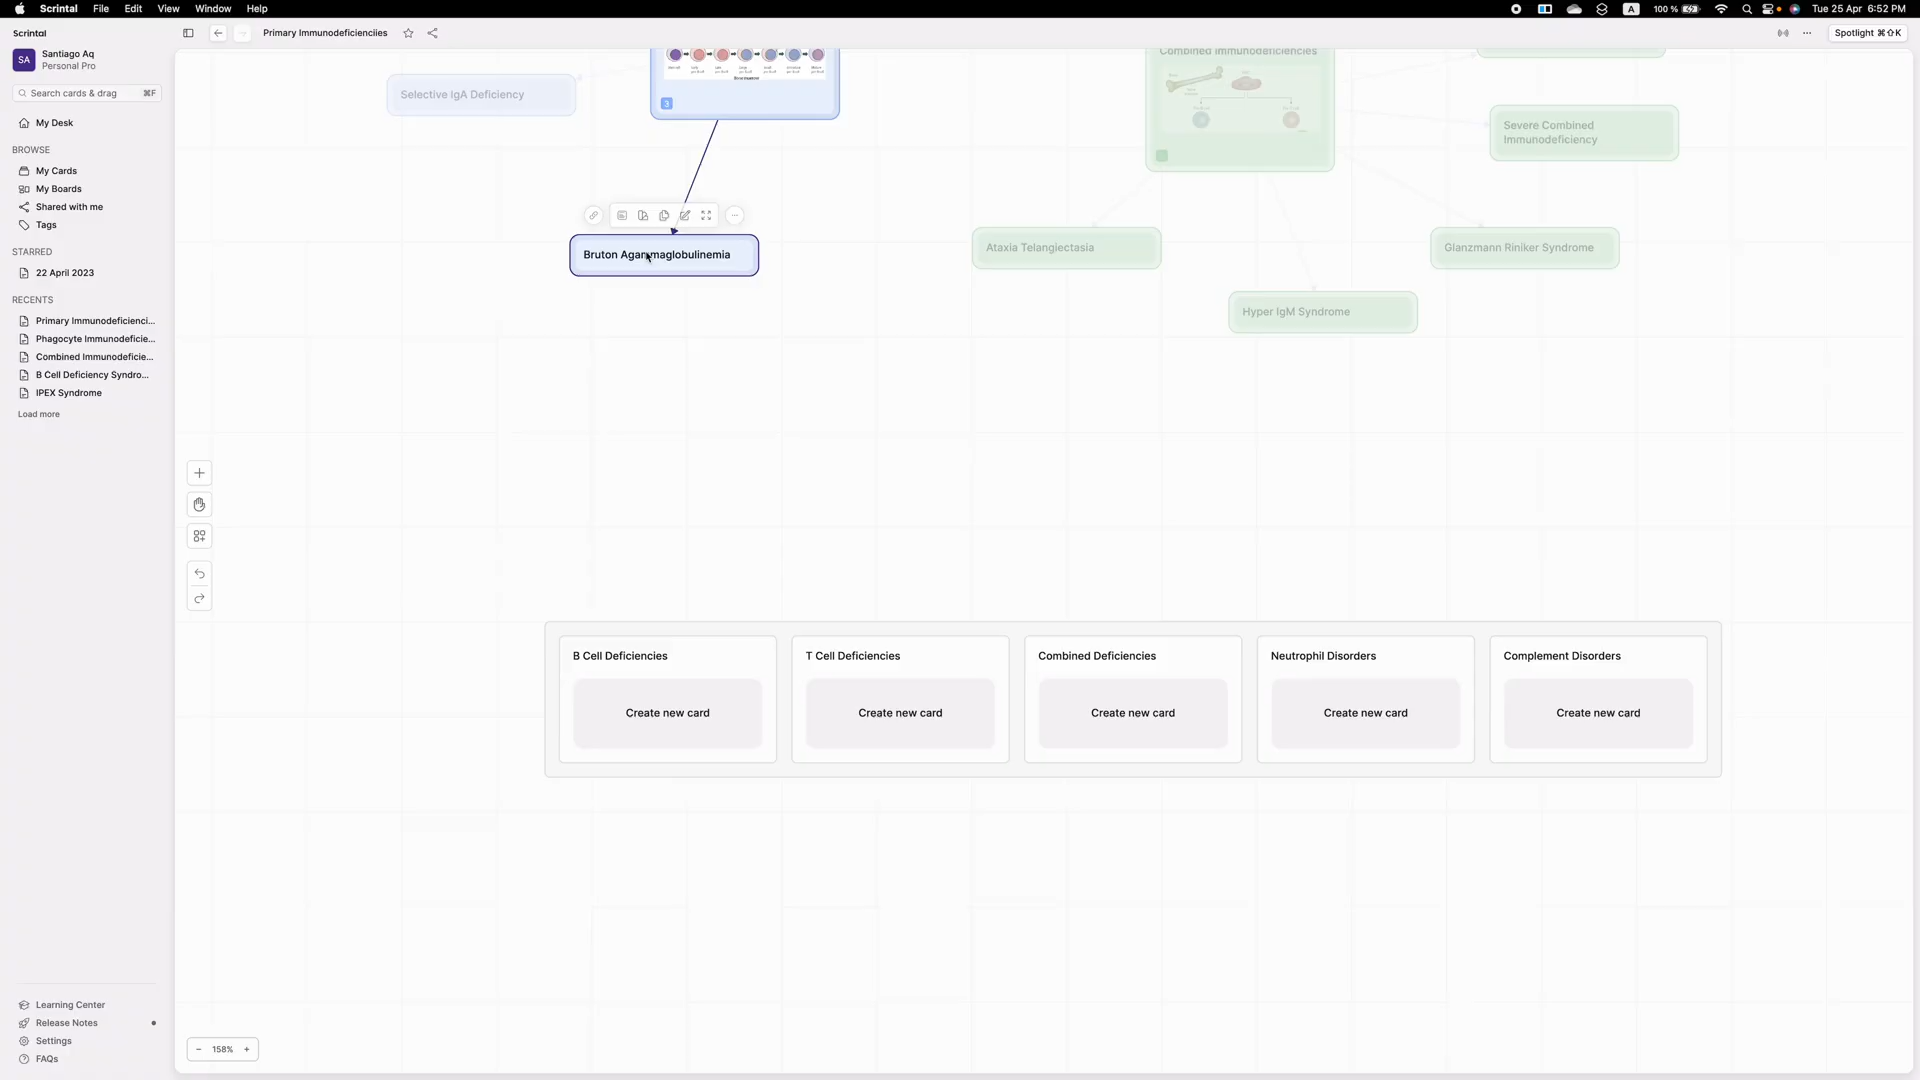 Scrintal File Edit View Window Help
A 100 % Tue 25 Apr 6:52 PM
Scrintal
Primary Immunodeficienciies
Spotlight ⌘⇧K
SA
Santiago Aq
Personal Pro
Search cards & drag ⌘F
My Desk
BROWSE
My Cards
My Boards
Shared with me
Tags
STARRED
22 April 2023
RECENTS
Primary Immunodeficienci...
Phagocyte Immunodeficie...
Combined Immunodeficie...
B Cell Deficiency Syndro...
IPEX Syndrome
Load more
Learning Center
Release Notes
Settings
FAQs
Selective IgA Deficiency
3
Combined Immunodeficiencies
Severe Combined
Immunodeficiency
Bruton Agammaglobulinemia
Ataxia Telangiectasia
Glanzmann Riniker Syndrome
Hyper IgM Syndrome
B Cell Deficiencies
Create new card
T Cell Deficiencies
Create new card
Combined Deficiencies
Create new card
Neutrophil Disorders
Create new card
Complement Disorders
Create new card
− 158% +